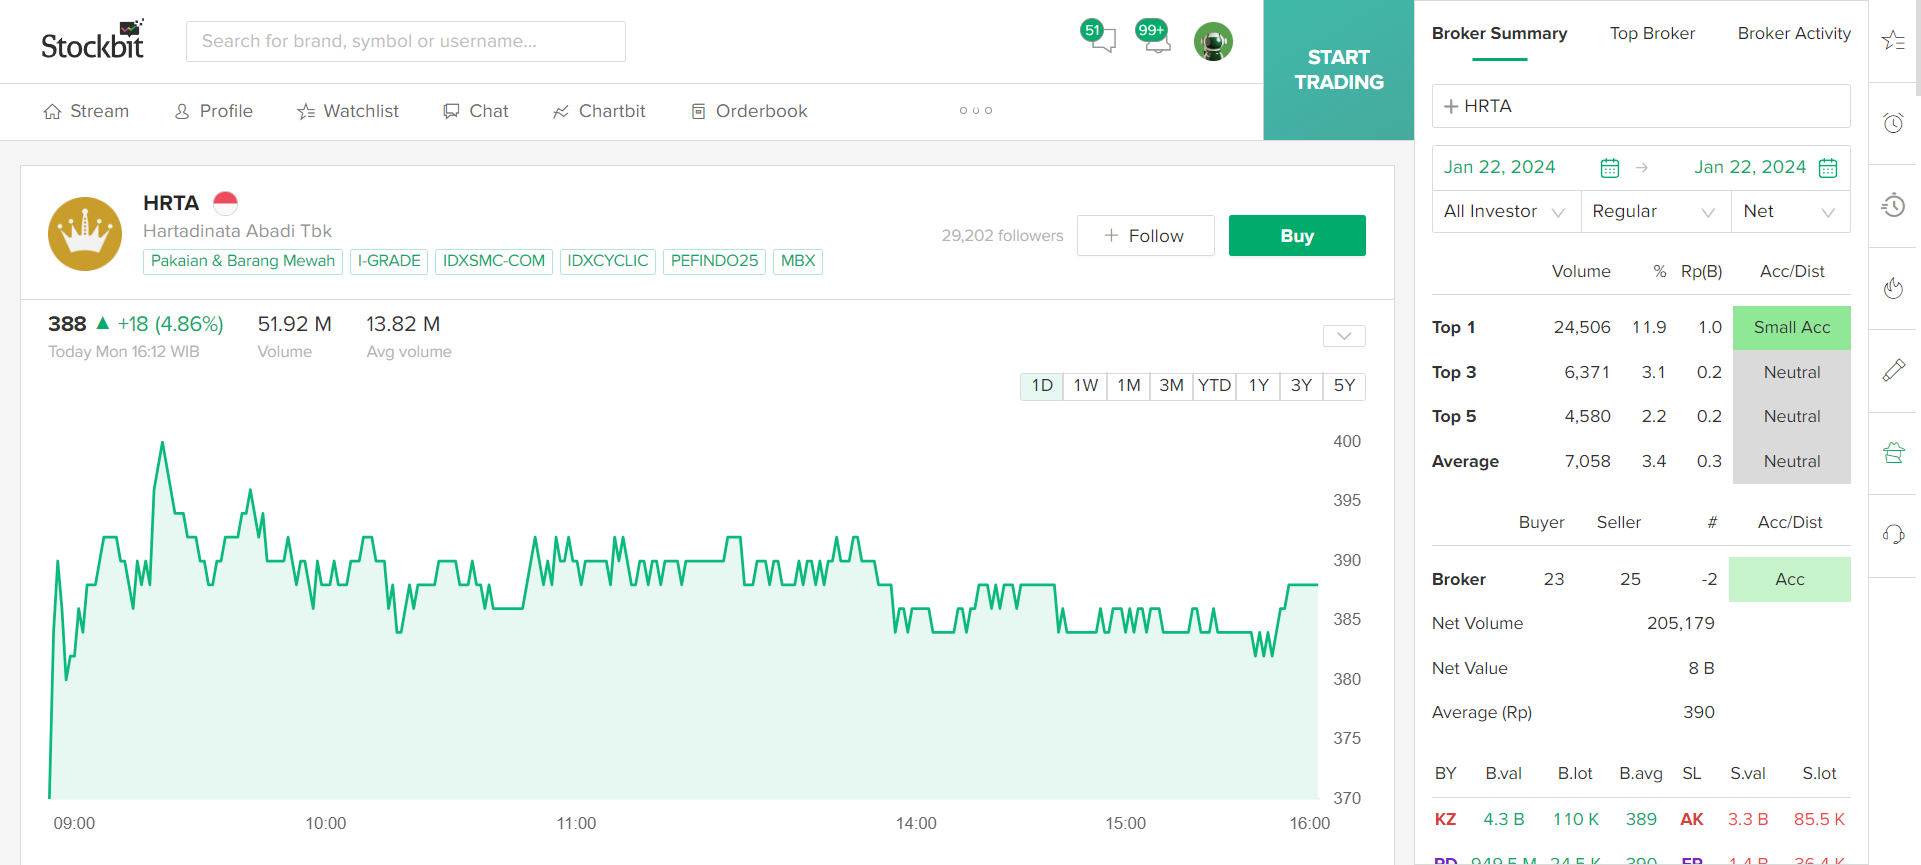 Stockbit
Search for brand, symbol or username...
51
99+
START
TRADING
Stream
Profile
Watchlist
Chat
Chartbit
Orderbook
HRTA
Hartadinata Abadi Tbk
Pakaian & Barang Mewah
I-GRADE
IDXSMC-COM
IDXCYCLIC
PEFINDO25
MBX
29,202 followers
+ Follow
Buy
388 ▲ +18 (4.86%)
51.92 M
13.82 M
Today Mon 16:12 WIB
Volume
Avg volume
1D 1W 1M 3M YTD 1Y 3Y 5Y
400
395
390
385
380
375
370
09:00 10:00 11:00 14:00 15:00 16:00
Broker Summary Top Broker Broker Activity
+ HRTA
Jan 22, 2024 → Jan 22, 2024
All Investor Regular Net
Volume % Rp(B) Acc/Dist
Top 1 24,506 11.9 1.0 Small Acc
Top 3 6,371 3.1 0.2 Neutral
Top 5 4,580 2.2 0.2 Neutral
Average 7,058 3.4 0.3 Neutral
Buyer Seller # Acc/Dist
Broker 23 25 -2 Acc
Net Volume 205,179
Net Value 8 B
Average (Rp) 390
BY B.val B.lot B.avg SL S.val S.lot
KZ 4.3 B 110 K 389 AK 3.3 B 85.5 K